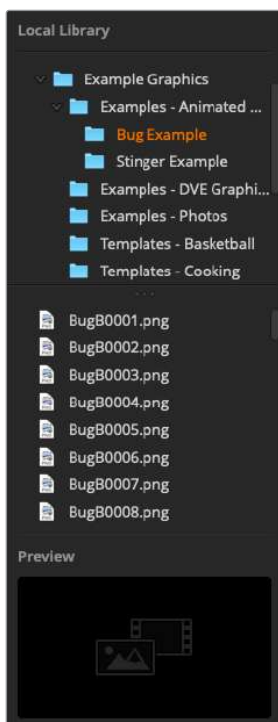 Local Library
Example Graphics
Examples - Animated ...
Bug Example
Stinger Example
Examples - DVE Graphi...
Examples - Photos
Templates - Basketball
Templates - Cooking
BugB0001.png
BugB0002.png
BugB0003.png
BugB0004.png
BugB0005.png
BugB0006.png
BugB0007.png
BugB0008.png
Preview